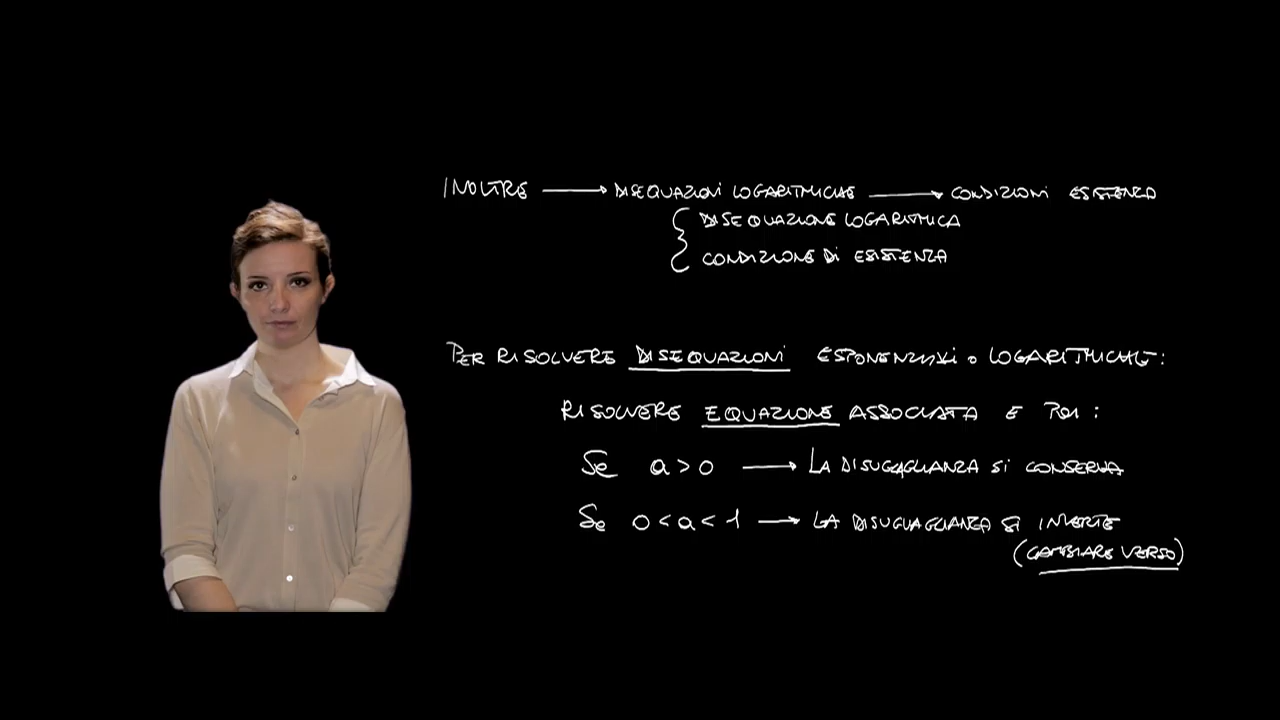 INOLTRE → DISEQUAZIONI LOGARITMICHE → CONDIZIONI ESISTENZA
{ DISEQUAZIONE LOGARITMICA
CONDIZIONE DI ESISTENZA
PER RISOLVERE DISEQUAZIONI ESPONENZIALI O LOGARITMICHE:
RISOLVERE EQUAZIONE ASSOCIATA E POI:
Se a > 0 → LA DISUGUAGLIANZA SI CONSERVA
Se 0 < a < 1 → LA DISUGUAGLIANZA SI INVERTE
(CAMBIARE VERSO)